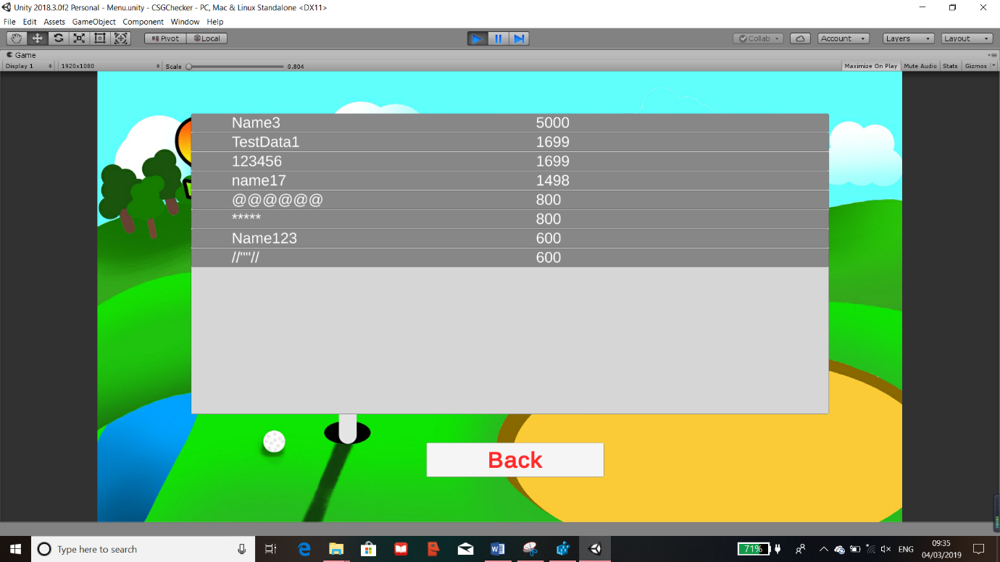 Unity 2018.3.0f2 Personal - Menu.unity - CSGChecker - PC, Mac & Linux Standalone <DX11>
File Edit Assets GameObject Component Window Help
Pivot Local Collab Account Layers Layout
Game
Display 1 1920x1080 Scale 0.804 Maximize On Play Mute Audio Stats Gizmos
Name3 5000
TestData1 1699
123456 1699
name17 1498
@@@@@@ 800
***** 800
Name123 600
//""// 600
Back
Type here to search 71% ENG 09:35
04/03/2019